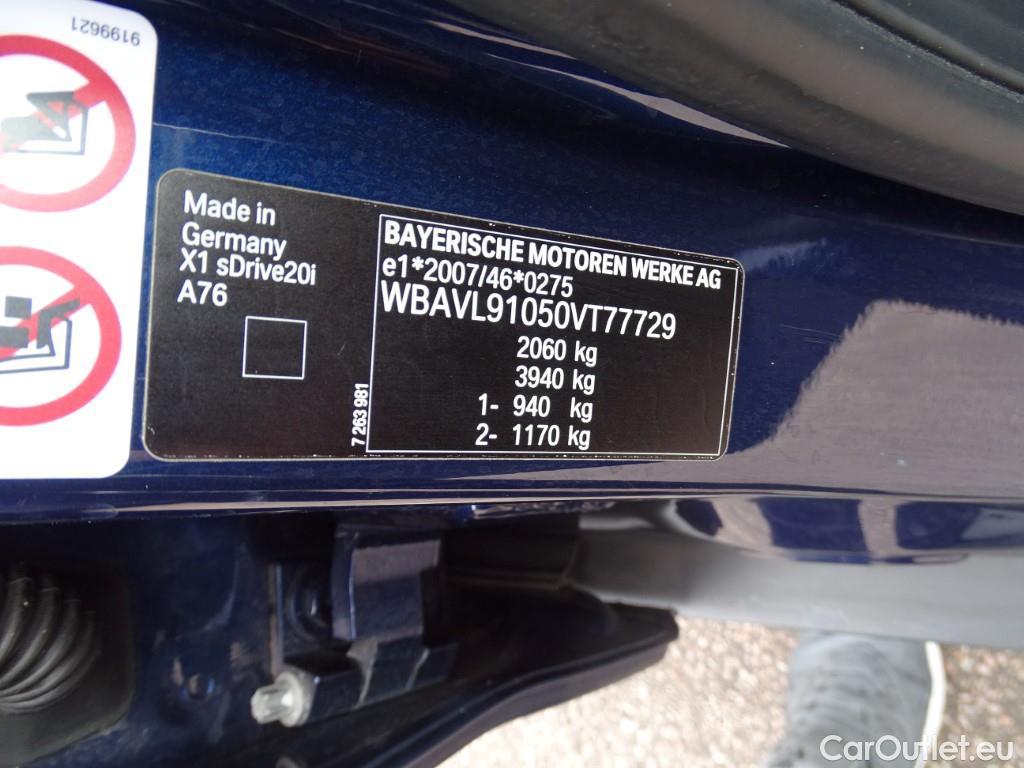 9199621
Made in
Germany
X1 sDrive20i
A76
7 263 981
BAYERISCHE MOTOREN WERKE AG
e1*2007/46*0275
WBAVL91050VT77729
2060 kg
3940 kg
1- 940 kg
2- 1170 kg
CarOutlet.eu